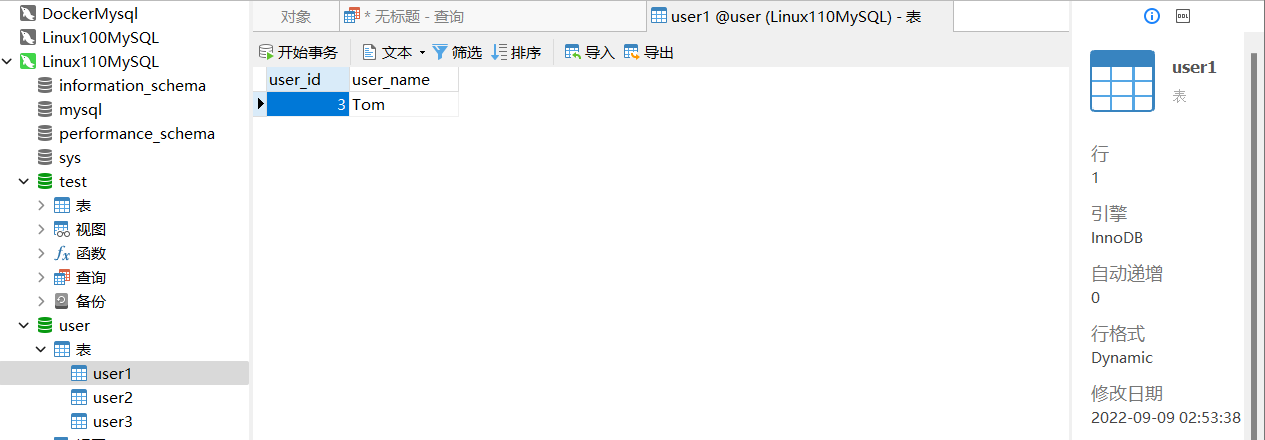 DockerMysql
Linux100MySQL
Linux110MySQL
information_schema
mysql
performance_schema
sys
test
表
视图
函数
查询
备份
user
表
user1
user2
user3
对象
* 无标题 - 查询
user1 @user (Linux110MySQL) - 表
开始事务 文本 筛选 排序 导入 导出
user_id user_name
3 Tom
DDL
user1
表
行
1
引擎
InnoDB
自动递增
0
行格式
Dynamic
修改日期
2022-09-09 02:53:38